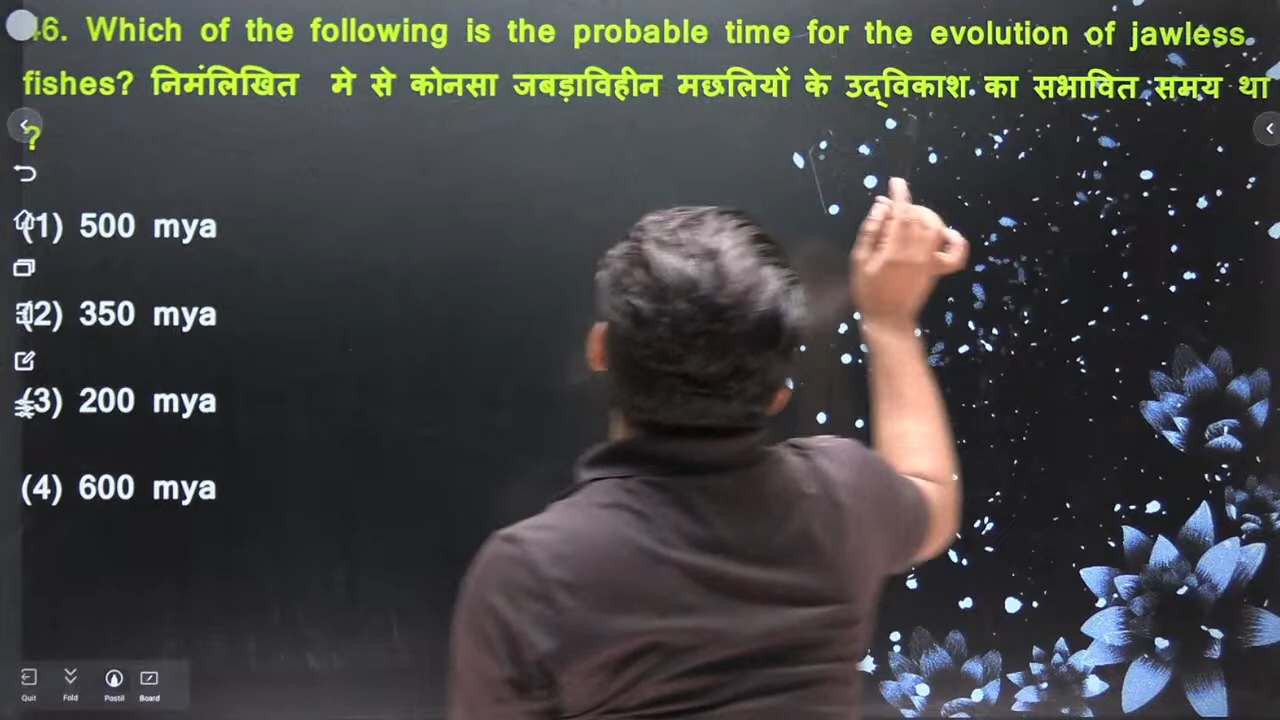 46. Which of the following is the probable time for the evolution of jawless
fishes? निमंलिखित मे से कोनसा जबड़ाविहीन मछलियों के उद्विकाश का सभावित समय था
?
(1) 500 mya
(2) 350 mya
(3) 200 mya
(4) 600 mya
Quit Fold Postil Board